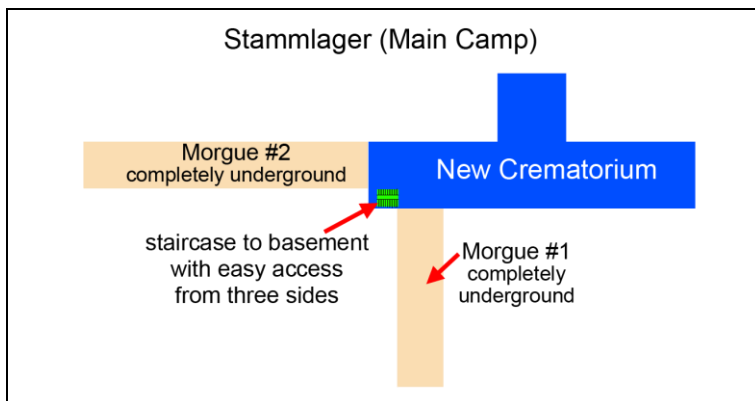 Stammlager (Main Camp)
Morgue #2
completely underground
New Crematorium
staircase to basement
with easy access
from three sides
Morgue #1
completely
underground